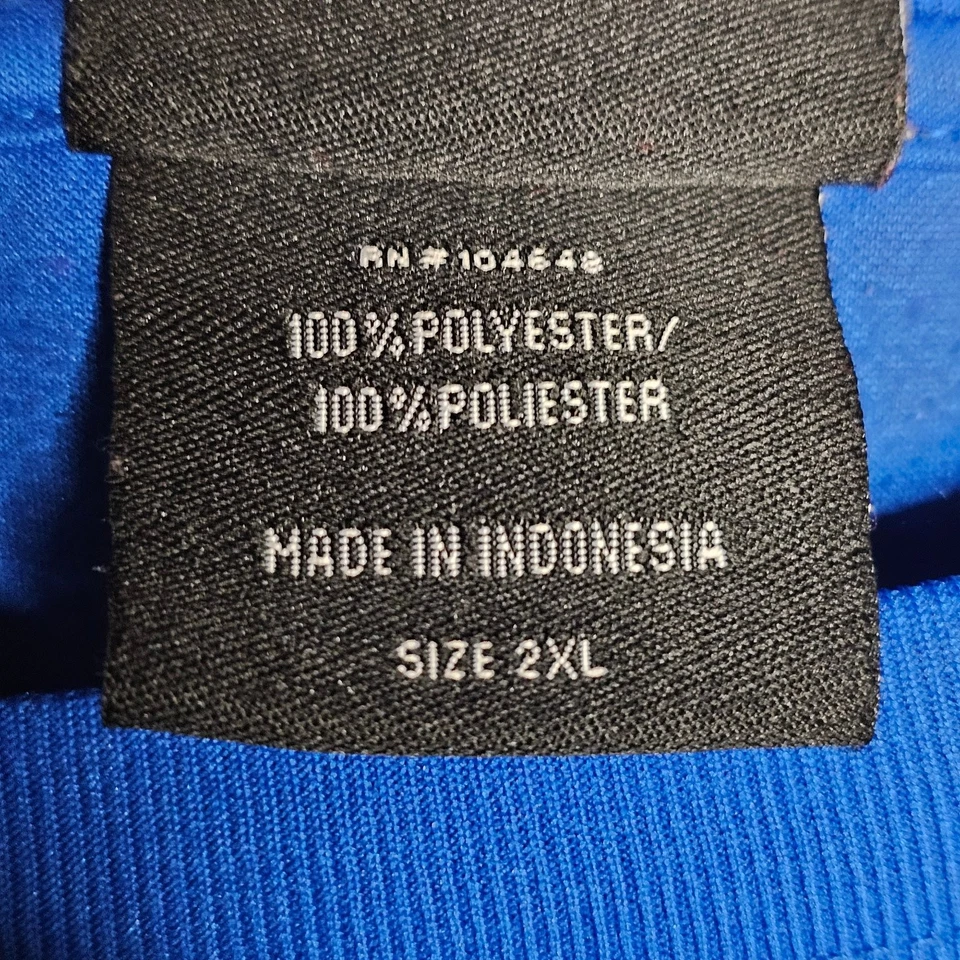 RN#104648
100%POLYESTER/
100%POLIESTER
MADE IN INDONESIA
SIZE 2XL